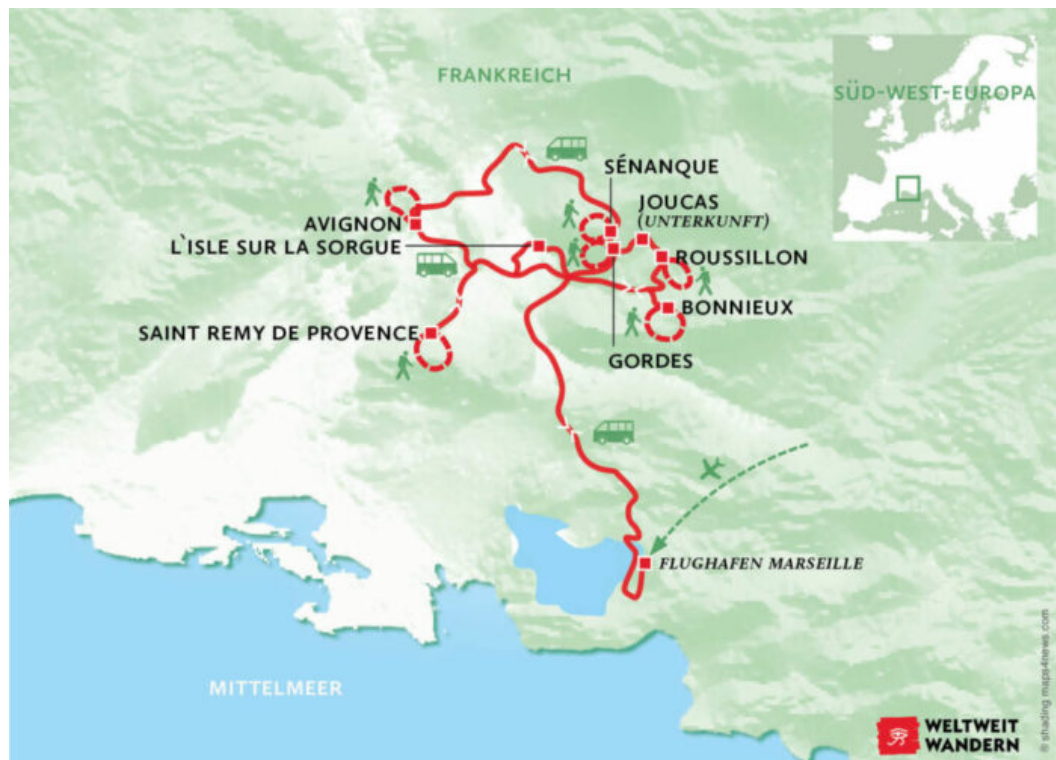 FRANKREICH
SÜD-WEST-EUROPA
SÉNANQUE
JOUCAS
(UNTERKUNFT)
AVIGNON
L`ISLE SUR LA SORGUE
ROUSSILLON
BONNIEUX
SAINT REMY DE PROVENCE
GORDES
FLUGHAFEN MARSEILLE
MITTELMEER
WELTWEIT
WANDERN
© shading maps4news.com